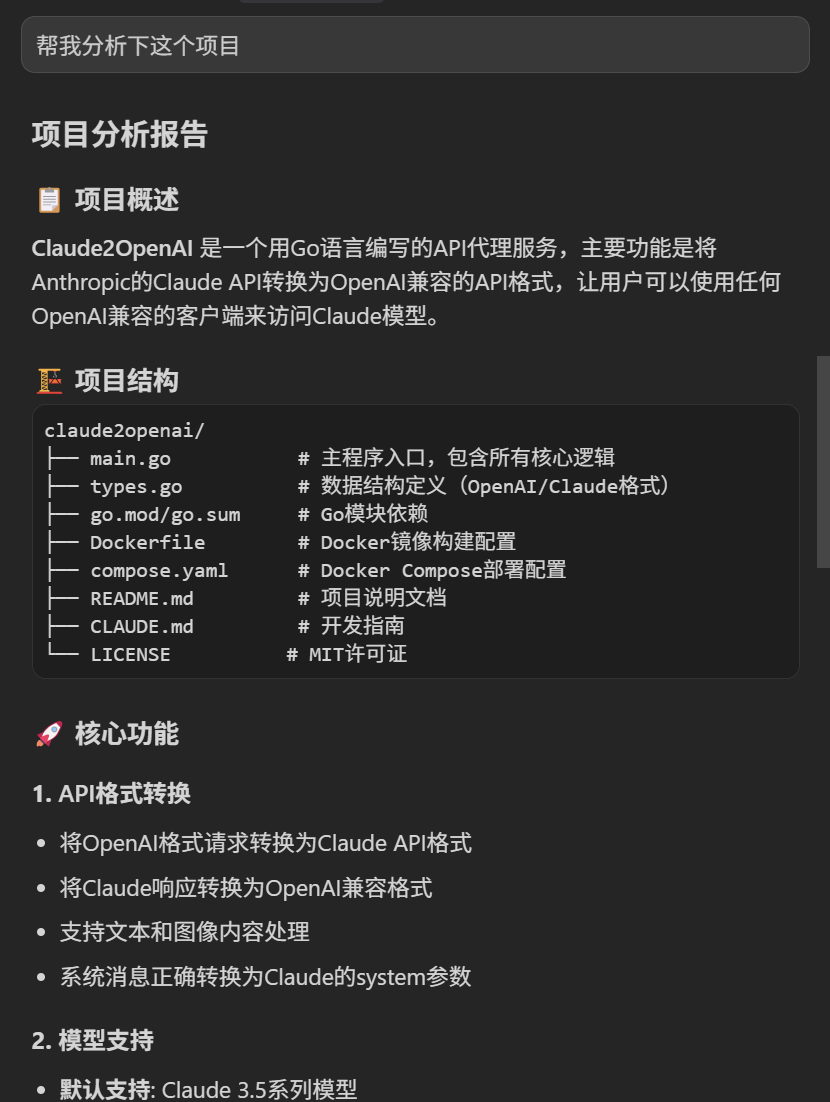 帮我分析下这个项目
项目分析报告
📋 项目概述
Claude2OpenAI 是一个用Go语言编写的API代理服务，主要功能是将
Anthropic的Claude API转换为OpenAI兼容的API格式，让用户可以使用任何
OpenAI兼容的客户端来访问Claude模型。
🏗️ 项目结构
claude2openai/
├── main.go           # 主程序入口，包含所有核心逻辑
├── types.go          # 数据结构定义（OpenAI/Claude格式）
├── go.mod/go.sum     # Go模块依赖
├── Dockerfile        # Docker镜像构建配置
├── compose.yaml      # Docker Compose部署配置
├── README.md         # 项目说明文档
├── CLAUDE.md         # 开发指南
└── LICENSE          # MIT许可证
🚀 核心功能
1. API格式转换
• 将OpenAI格式请求转换为Claude API格式
• 将Claude响应转换为OpenAI兼容格式
• 支持文本和图像内容处理
• 系统消息正确转换为Claude的system参数
2. 模型支持
• 默认支持: Claude 3.5系列模型